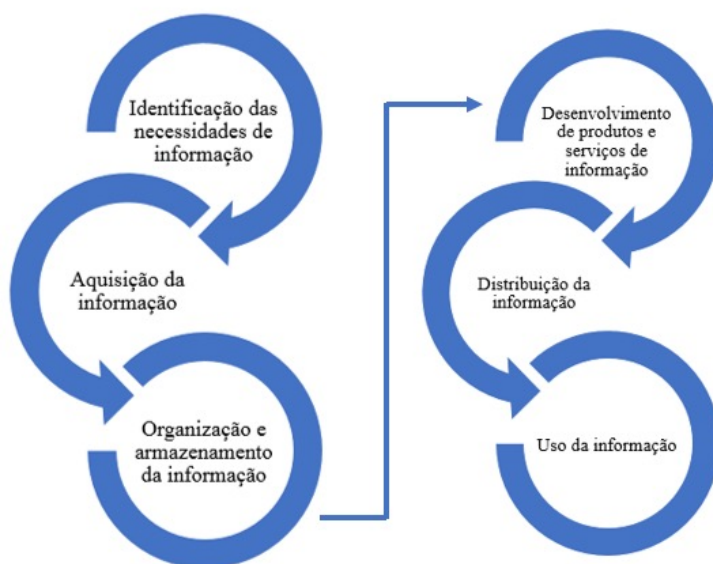 Identificação das
necessidades de
informação
Aquisição da
informação
Organização e
armazenamento
da informação
Desenvolvimento
de produtos e
serviços de
informação
Distribuição da
informação
Uso da informação